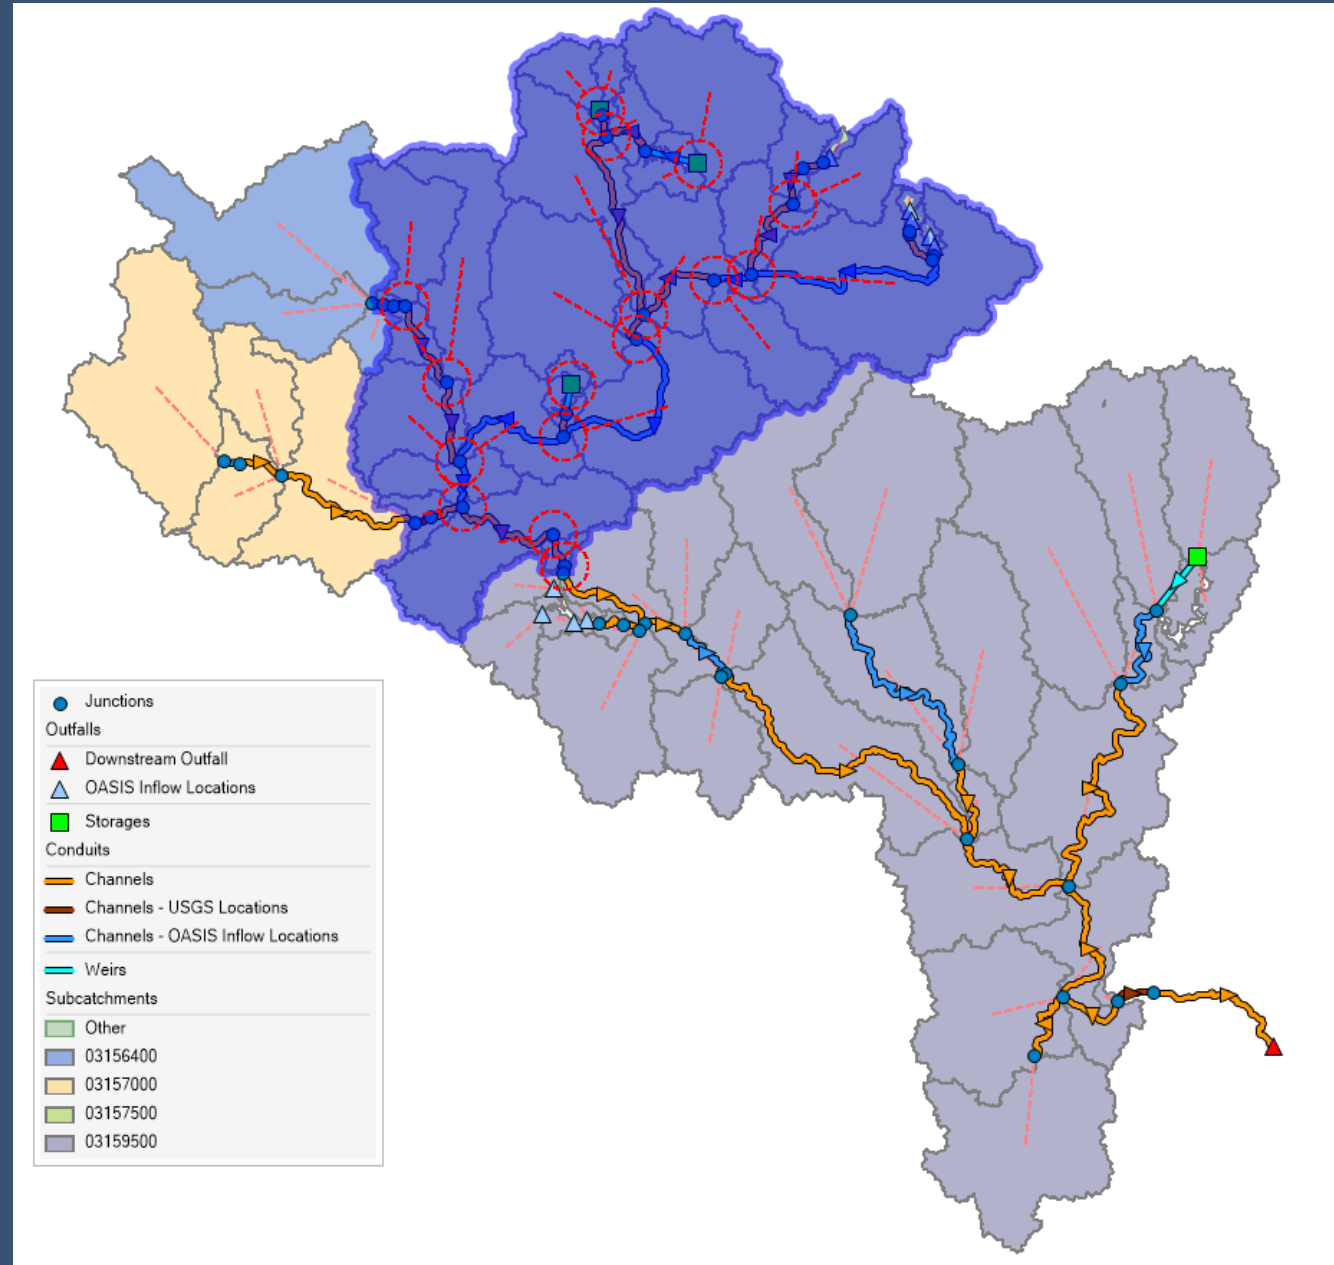 Junctions
Outfalls
Downstream Outfall
OASIS Inflow Locations
Storages
Conduits
Channels
Channels - USGS Locations
Channels - OASIS Inflow Locations
Weirs
Subcatchments
Other
03156400
03157000
03157500
03159500